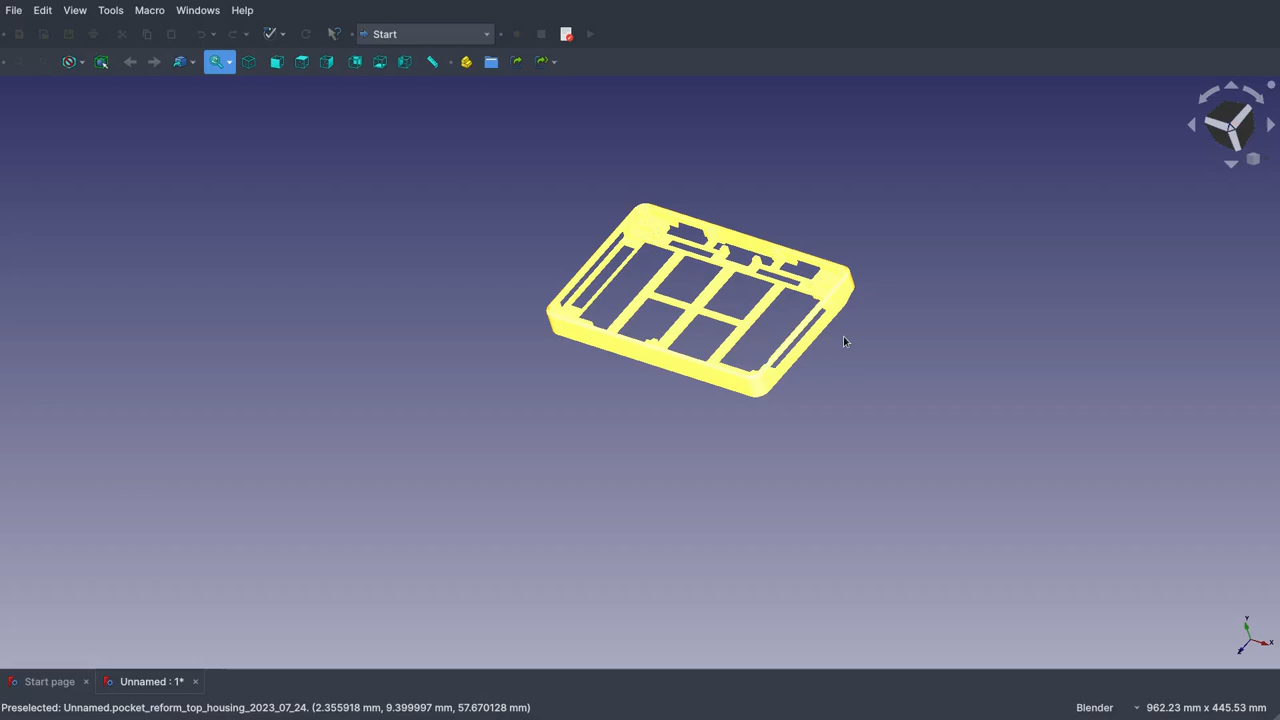 File Edit View Tools Macro Windows Help
Start
Y
X
Z
Start page Unnamed : 1*
Preselected: Unnamed.pocket_reform_top_housing_2023_07_24. (2.355918 mm, 9.399997 mm, 57.670128 mm) Blender 962.23 mm x 445.53 mm